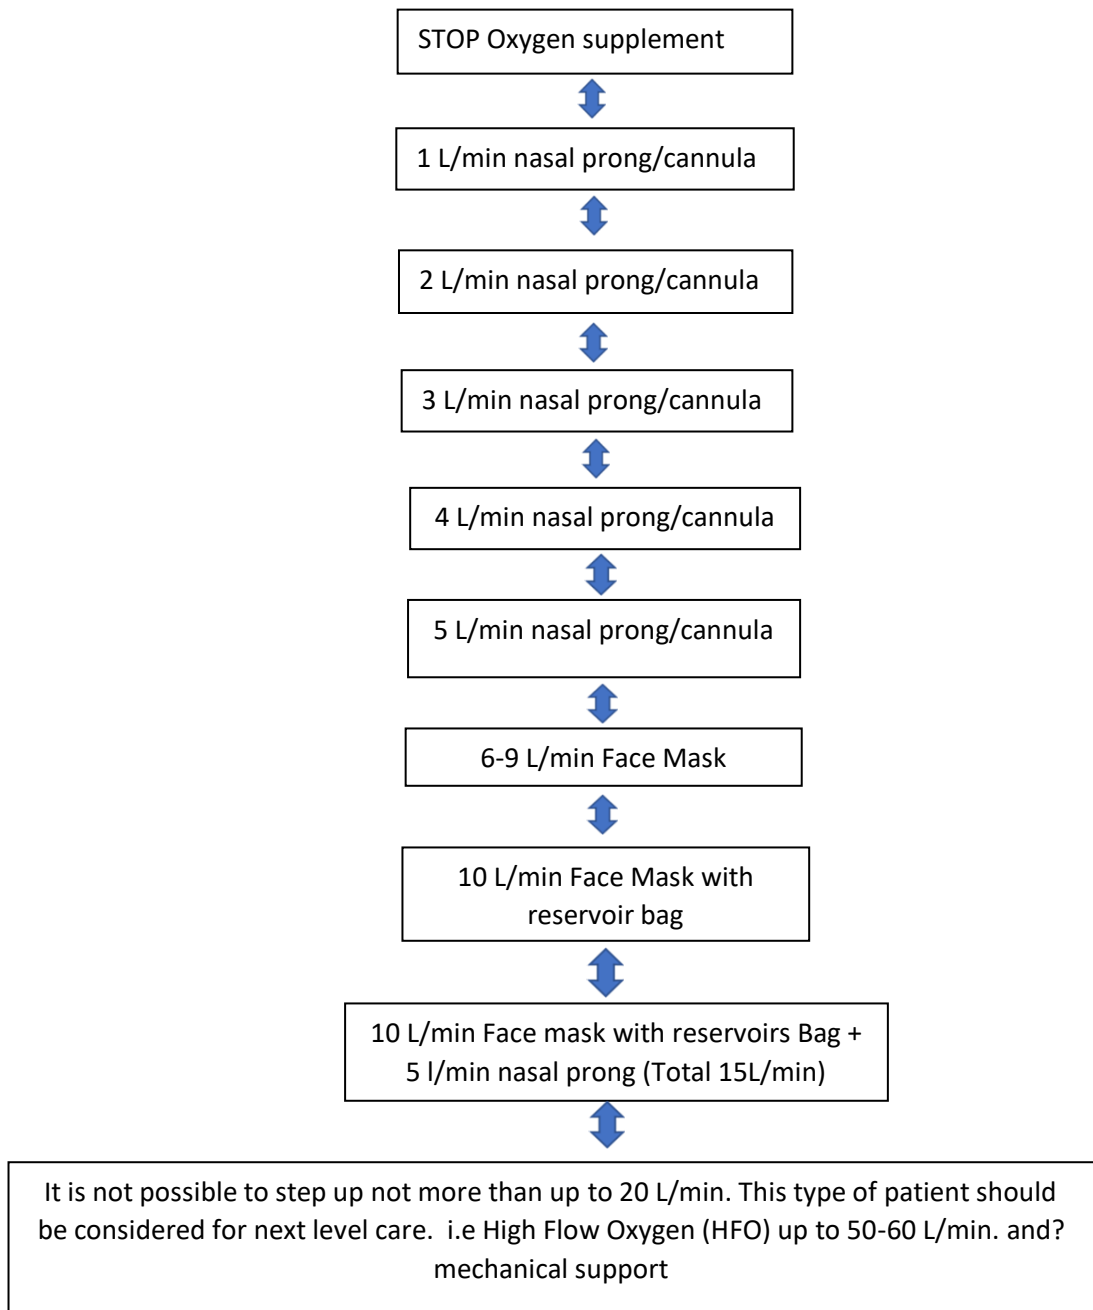 STOP Oxygen supplement
1 L/min nasal prong/cannula
2 L/min nasal prong/cannula
3 L/min nasal prong/cannula
4 L/min nasal prong/cannula
5 L/min nasal prong/cannula
6-9 L/min Face Mask
10 L/min Face Mask with
reservoir bag
10 L/min Face mask with reservoirs Bag +
5 l/min nasal prong (Total 15L/min)
It is not possible to step up not more than up to 20 L/min. This type of patient should
be considered for next level care.  i.e High Flow Oxygen (HFO) up to 50-60 L/min. and?
mechanical support